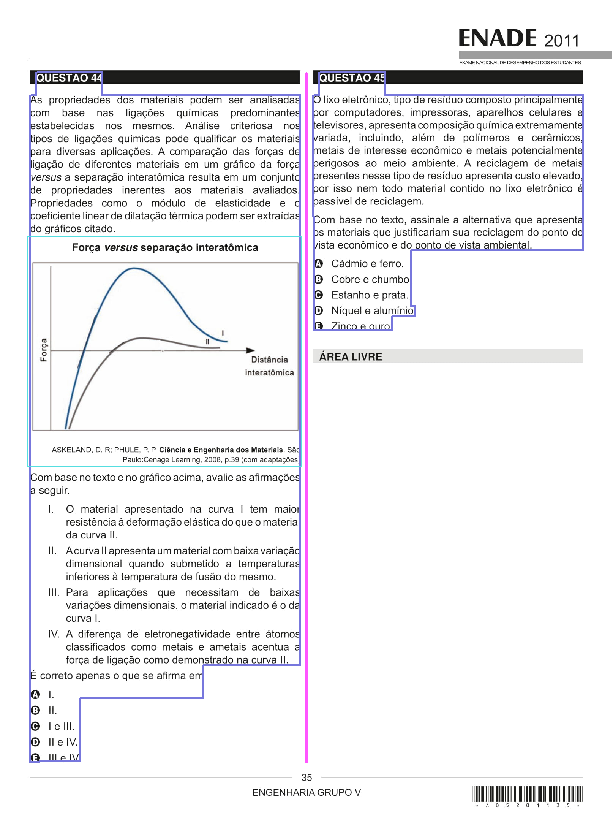 ENADE 2011
EXAME NACIONAL DE DESEMPENHO DOS ESTUDANTES
QUESTÃO 44
As propriedades dos materiais podem ser analisadas
com base nas ligações químicas predominantes
estabelecidas nos mesmos. Análise criteriosa nos
tipos de ligações químicas pode qualificar os materiais
para diversas aplicações. A comparação das forças de
ligação de diferentes materiais em um gráfico da força
versus a separação interatômica resulta em um conjunto
de propriedades inerentes aos materiais avaliados.
Propriedades como o módulo de elasticidade e o
coeficiente linear de dilatação térmica podem ser extraídas
do gráficos citado.
Força versus separação interatômica
Força
I
II
Distância
interatômica
ASKELAND, D. R; PHULE, P. P. Ciência e Engenharia dos Materiais. São
Paulo:Cenage Learning, 2008, p.39 (com adaptações).
Com base no texto e no gráfico acima, avalie as afirmações
a seguir.
I. O material apresentado na curva I tem maior
resistência à deformação elástica do que o material
da curva II.
II. A curva II apresenta um material com baixa variação
dimensional quando submetido a temperaturas
inferiores à temperatura de fusão do mesmo.
III. Para aplicações que necessitam de baixas
variações dimensionais, o material indicado é o da
curva I.
IV. A diferença de eletronegatividade entre átomos
classificados como metais e ametais acentua a
força de ligação como demonstrado na curva II.
É correto apenas o que se afirma em
A I.
B II.
C I e III.
D II e IV.
E III e IV.
QUESTÃO 45
O lixo eletrônico, tipo de resíduo composto principalmente
por computadores, impressoras, aparelhos celulares e
televisores, apresenta composição química extremamente
variada, incluindo, além de polímeros e cerâmicos,
metais de interesse econômico e metais potencialmente
perigosos ao meio ambiente. A reciclagem de metais
presentes nesse tipo de resíduo apresenta custo elevado,
por isso nem todo material contido no lixo eletrônico é
passível de reciclagem.
Com base no texto, assinale a alternativa que apresenta
os materiais que justificariam sua reciclagem do ponto de
vista econômico e do ponto de vista ambiental.
A Cádmio e ferro.
B Cobre e chumbo.
C Estanho e prata.
D Níquel e alumínio.
E Zinco e ouro.
ÁREA LIVRE
35
ENGENHARIA GRUPO V